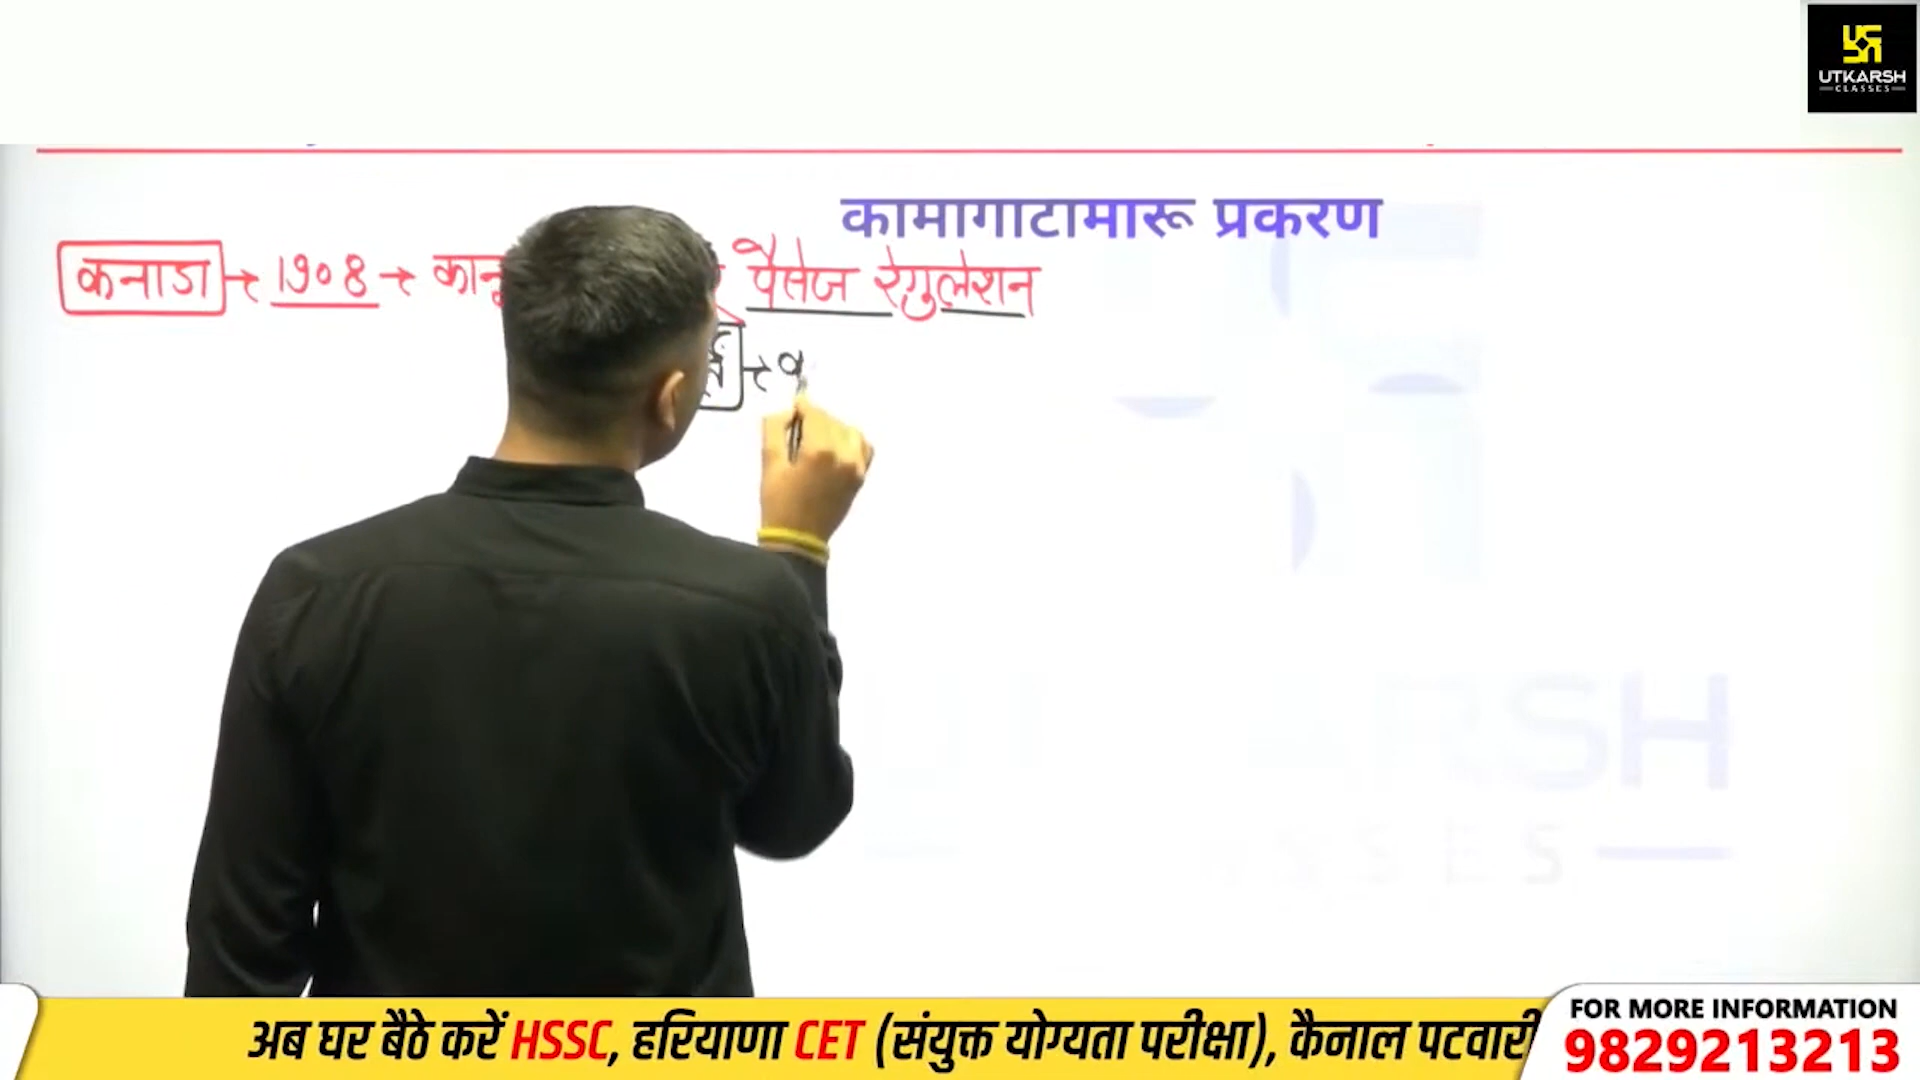 UTKARSH
CLASSES
कामागाटामारू प्रकरण
कनाडा → 1908 → पैसेज रेगुलेशन
अब घर बैठे करें HSSC, हरियाणा CET (संयुक्त योग्यता परीक्षा), कैनाल पटवारी
FOR MORE INFORMATION
9829213213